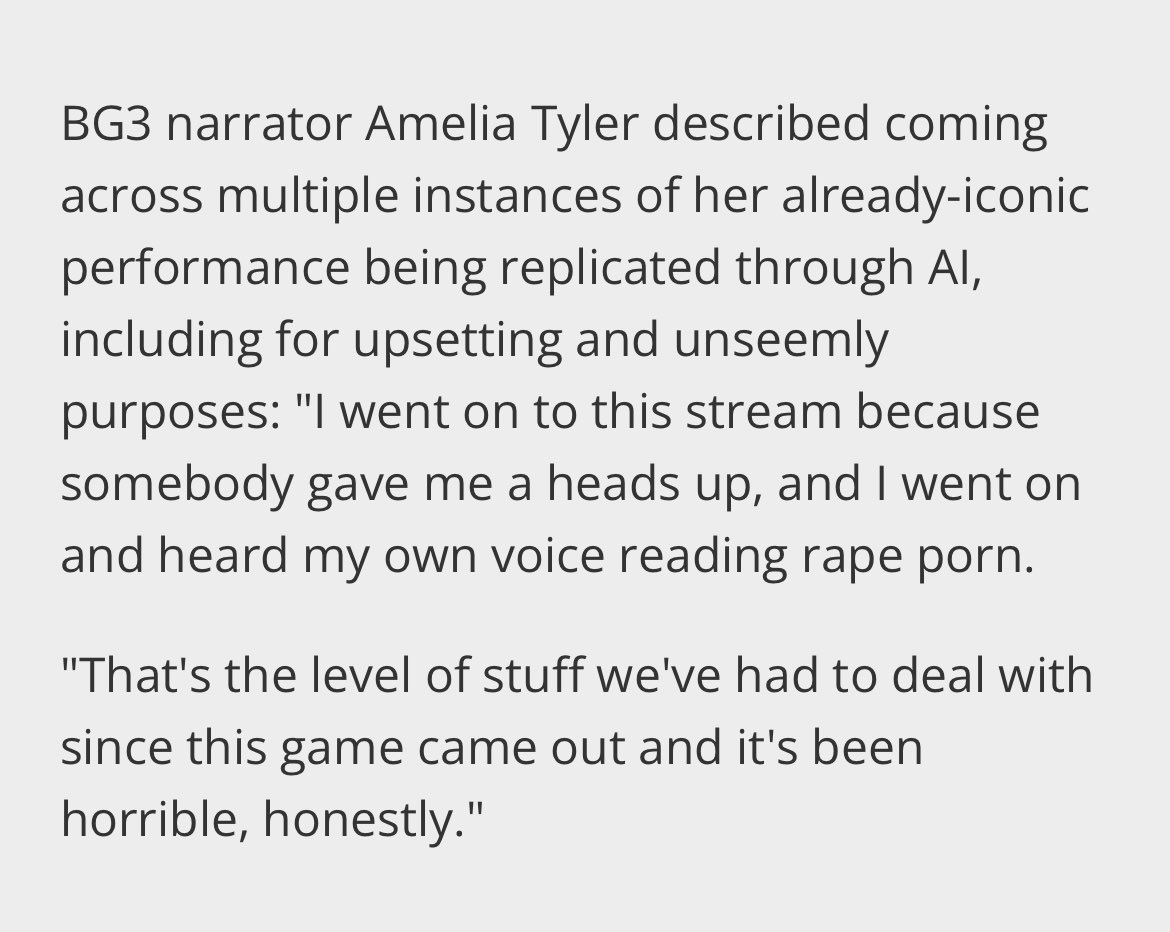 BG3 narrator Amelia Tyler described coming
across multiple instances of her already-iconic
performance being replicated through AI,
including for upsetting and unseemly
purposes: "I went on to this stream because
somebody gave me a heads up, and I went on
and heard my own voice reading rape porn.
"That's the level of stuff we've had to deal with
since this game came out and it's been
horrible, honestly."